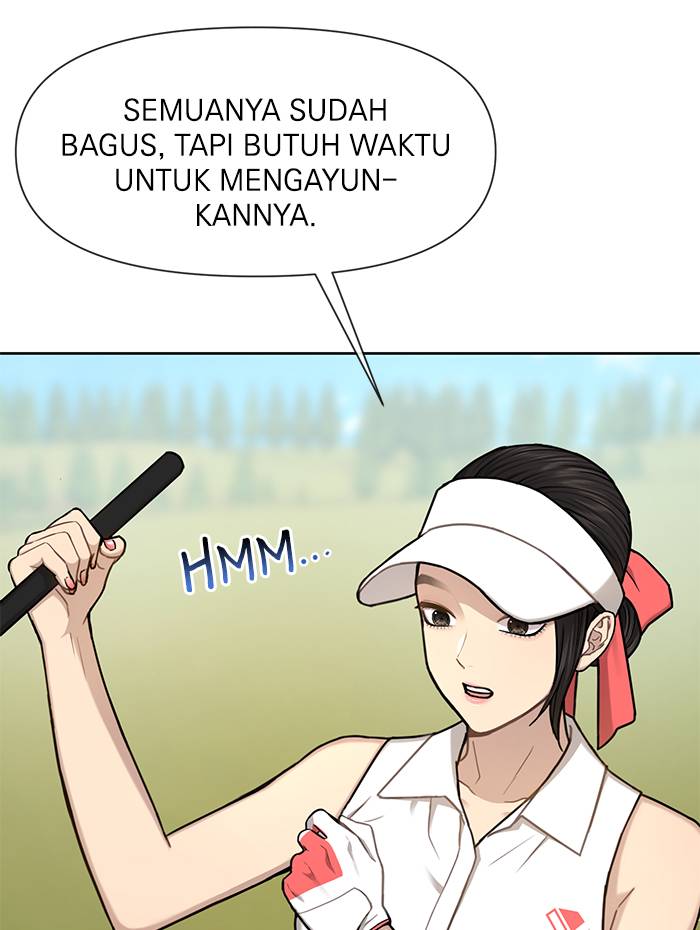 SEMUANYA SUDAH
BAGUS, TAPI BUTUH WAKTU
UNTUK MENGAYUN-
KANNYA.
HMM...